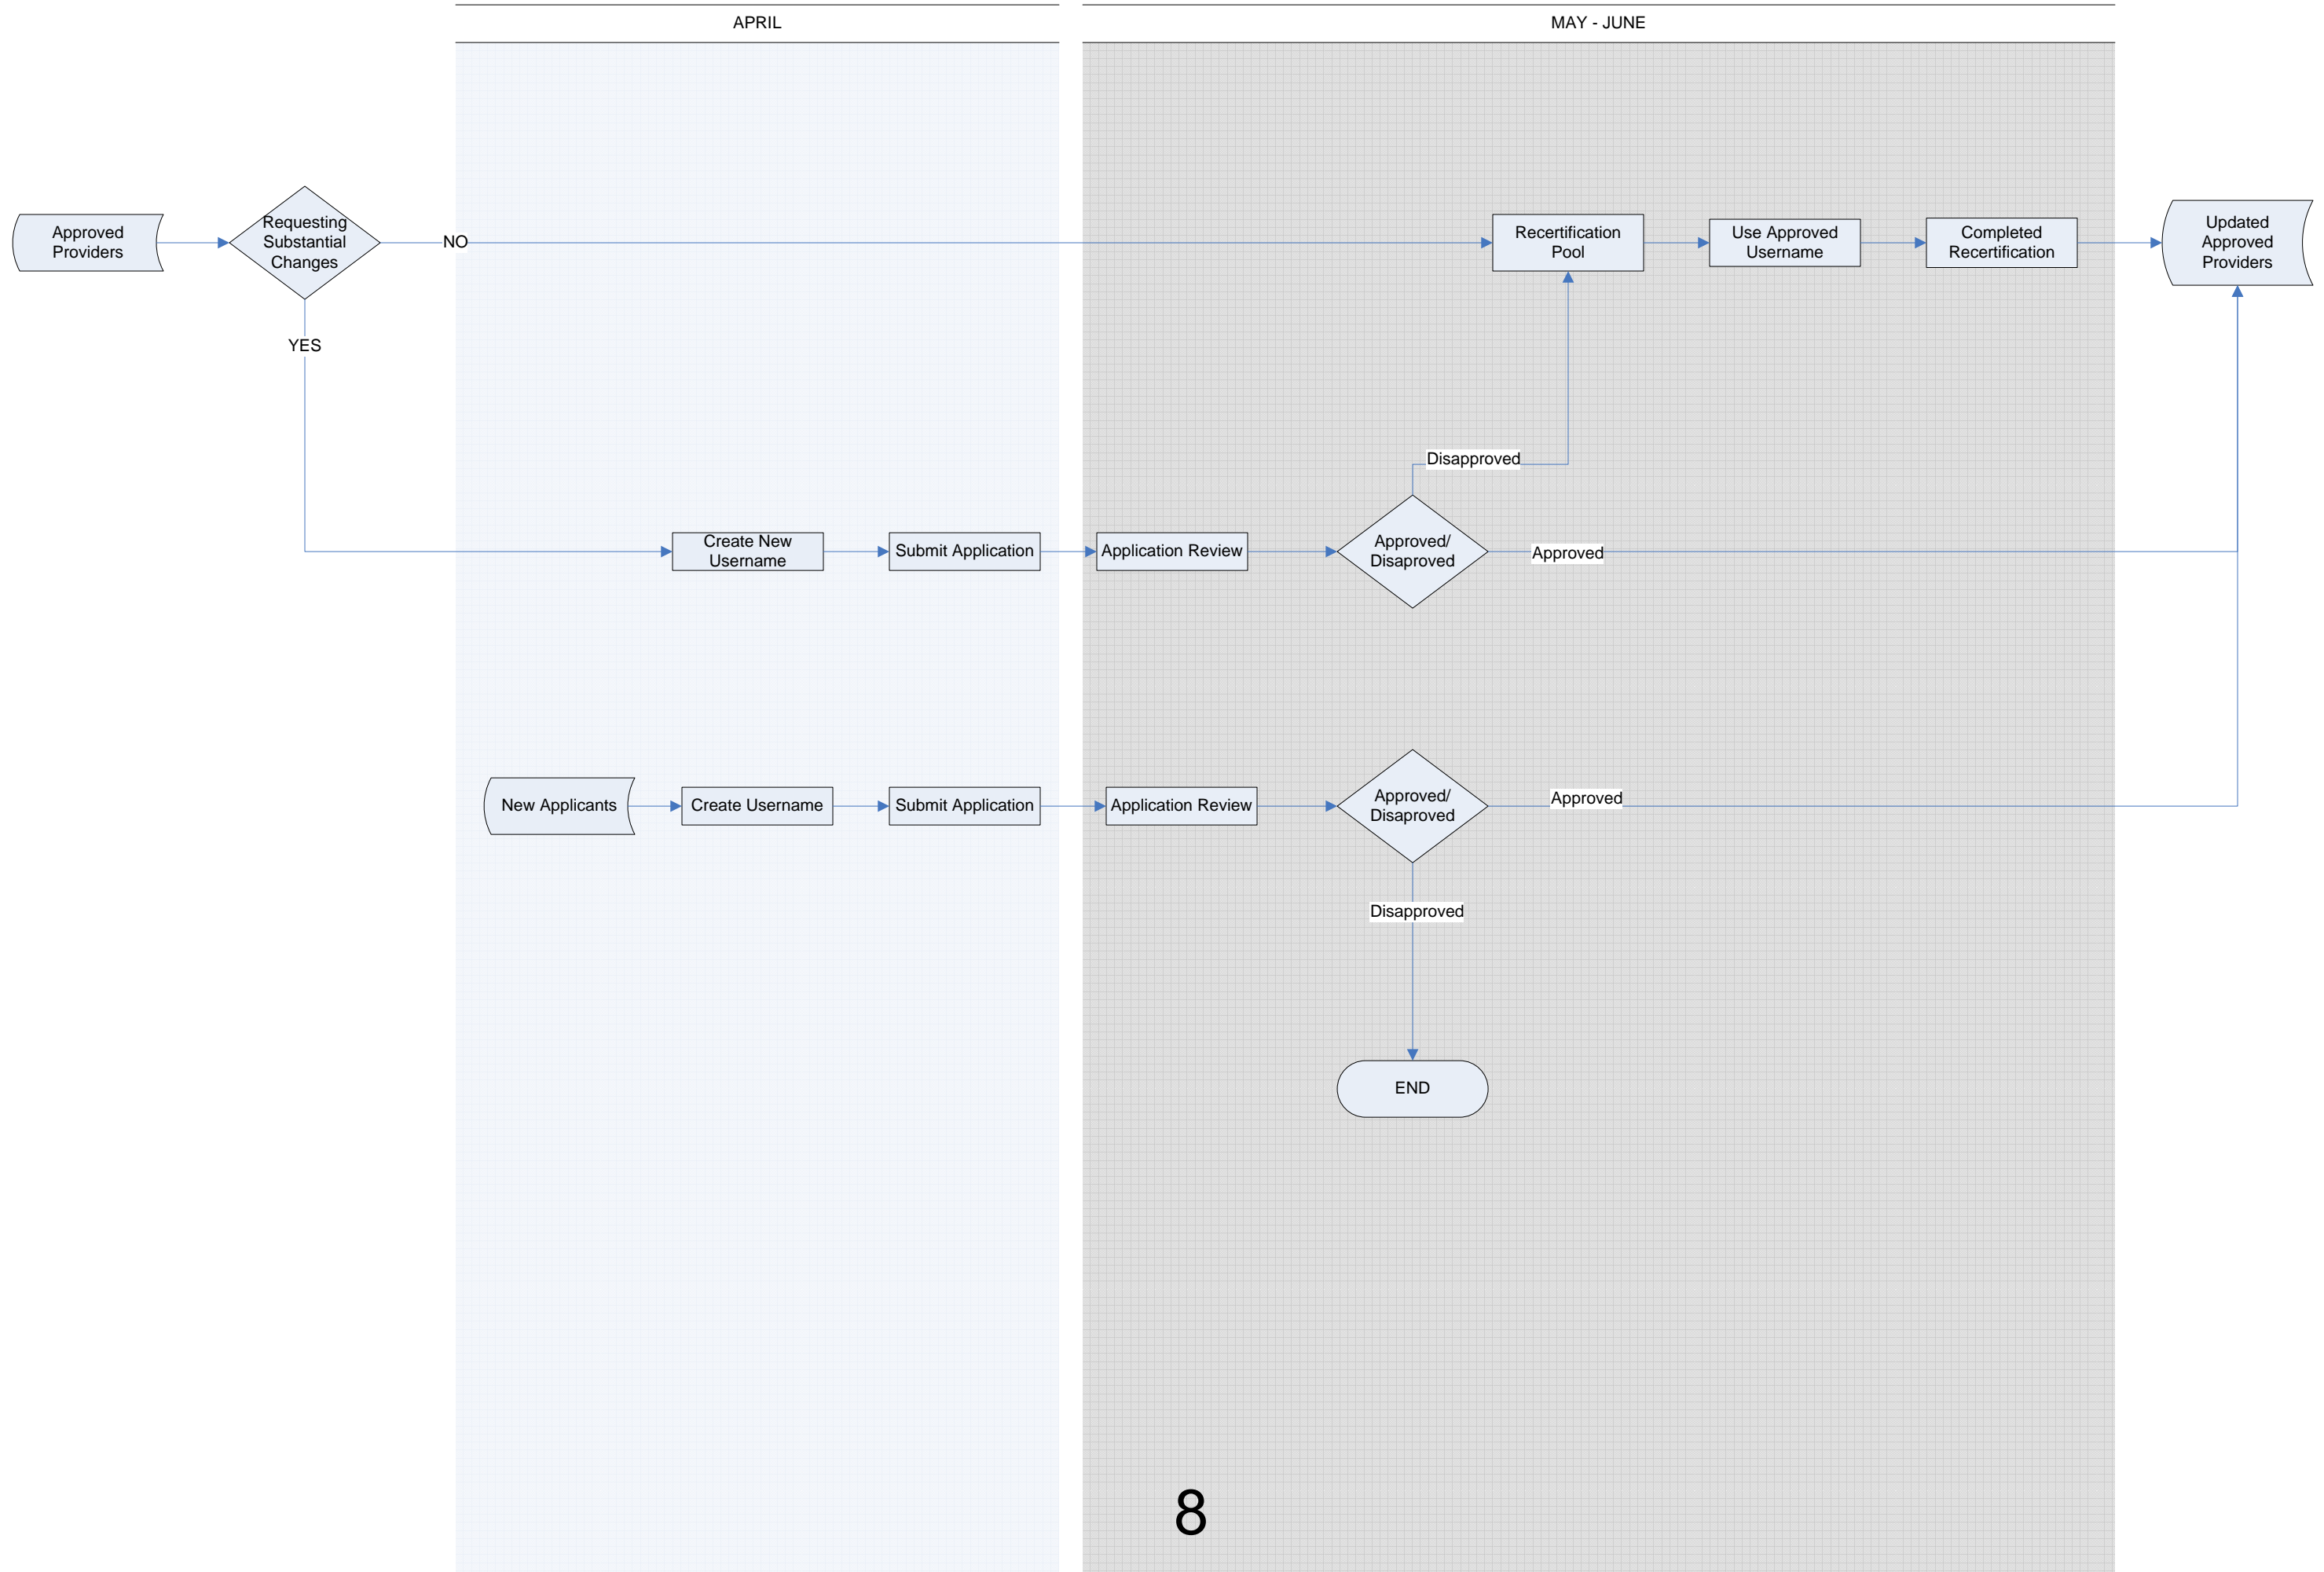 APRIL
MAY - JUNE
Approved
Providers
Requesting
Substantial
Changes
NO
Recertification
Pool
Use Approved
Username
Completed
Recertification
Updated
Approved
Providers
YES
Disapproved
Create New
Username
Submit Application
Application Review
Approved/
Disaproved
Approved
New Applicants
Create Username
Submit Application
Application Review
Approved/
Disaproved
Approved
Disapproved
END
8